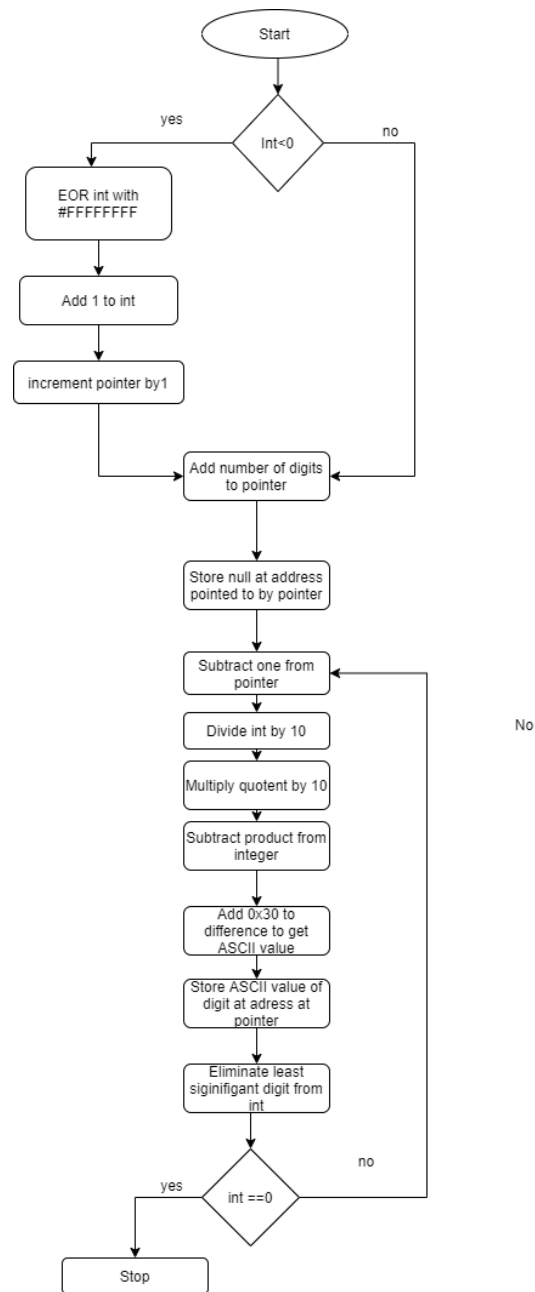 Start
yes
no
Int<0
EOR int with
#FFFFFFFF
Add 1 to int
increment pointer by1
Add number of digits
to pointer
Store null at address
pointed to by pointer
Subtract one from
pointer
No
Divide int by 10
Multiply quotent by 10
Subtract product from
integer
Add 0x30 to
difference to get
ASCII value
Store ASCII value of
digit at adress at
pointer
Eliminate least
siginifigant digit from
int
no
yes
int ==0
Stop